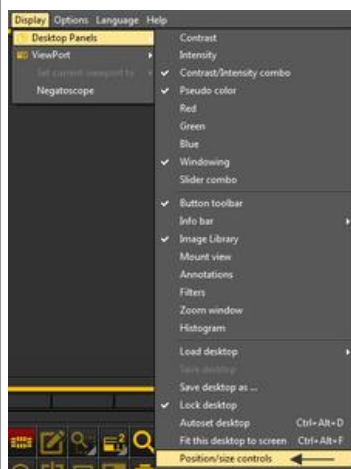 Display Options Language Help
Desktop Panels
ViewPort
Set current viewport to
Negatoscope
Contrast
Intensity
Contrast/Intensity combo
Pseudo color
Red
Green
Blue
Windowing
Slider combo
Button toolbar
Info bar
Image Library
Mount view
Annotations
Filters
Zoom window
Histogram
Load desktop
Save desktop
Save desktop as ...
Lock desktop
Autoset desktop Ctrl+Alt+D
Fit this desktop to screen Ctrl+Alt+F
Position/size controls